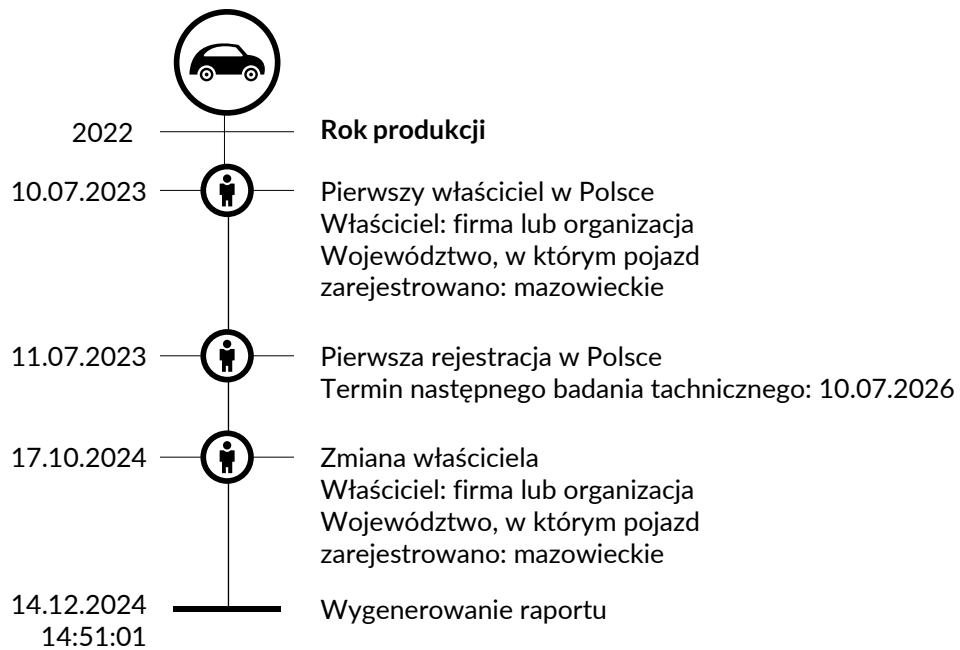 2022 Rok produkcji
10.07.2023 Pierwszy właściciel w Polsce
Właściciel: firma lub organizacja
Województwo, w którym pojazd
zarejestrowano: mazowieckie
11.07.2023 Pierwsza rejestracja w Polsce
Termin następnego badania tachnicznego: 10.07.2026
17.10.2024 Zmiana właściciela
Właściciel: firma lub organizacja
Województwo, w którym pojazd
zarejestrowano: mazowieckie
14.12.2024 Wygenerowanie raportu
14:51:01